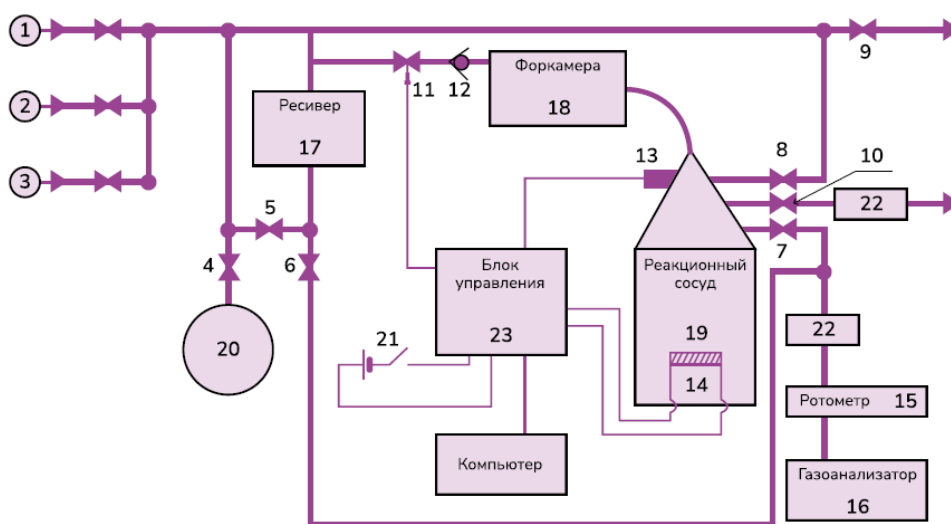 1
9
Форкамера
18
11
12
2
Ресивер
17
8
10
13
3
22
5
7
4
6
Блок
управления
23
Реакционный
сосуд
19
14
21
20
22
Ротометр 15
Компьютер
Газоанализатор
16